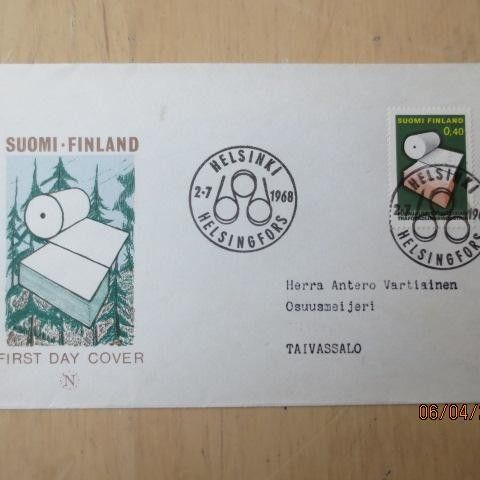 SUOMI·FINLAND
FIRST DAY COVER
N
HELSINKI
2-7 1968
HELSINGFORS
SUOMI FINLAND
0,40
HELSINKI
2-7 196
HELSINGFORS
Herra Antero Vartiainen
Osuusmeijeri
TAIVASSALO
06/04/2